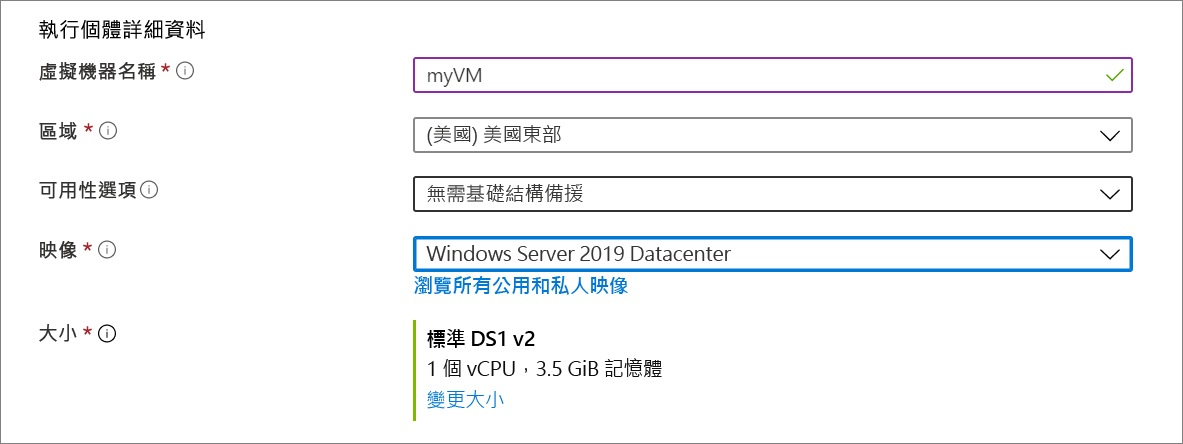 執行個體詳細資料
虛擬機器名稱 *
myVM
區域 *
(美國) 美國東部
可用性選項
無需基礎結構備援
映像 *
Windows Server 2019 Datacenter
瀏覽所有公用和私人映像
大小 *
標準 DS1 v2
1 個 vCPU，3.5 GiB 記憶體
變更大小